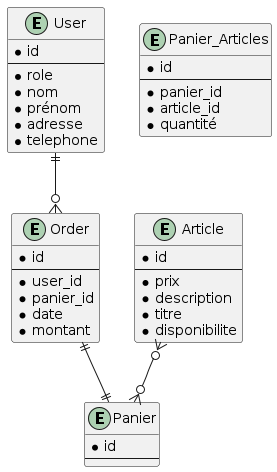 E User
id
role
nom
prénom
adresse
telephone
E Panier_Articles
id
panier_id
article_id
quantité
E Order
id
user_id
panier_id
date
montant
E Article
id
prix
description
titre
disponibilite
E Panier
id